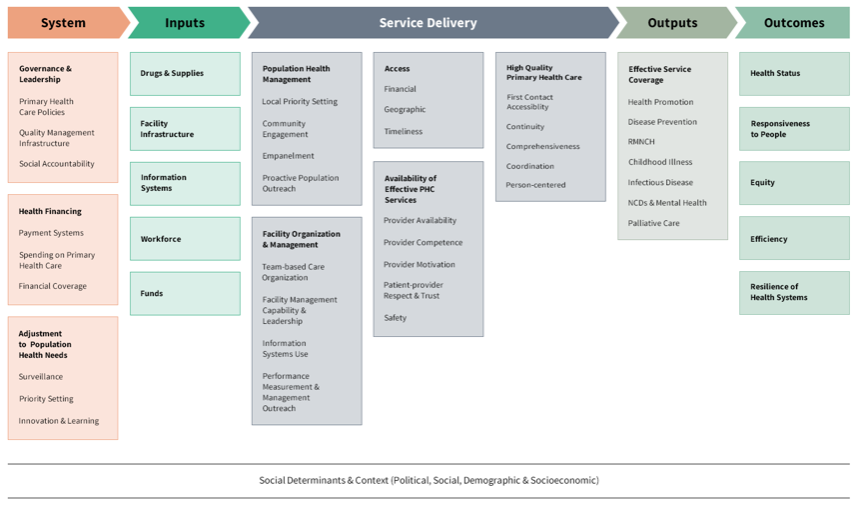 System
Inputs
Service Delivery
Outputs
Outcomes
Governance &
Leadership
Primary Health
Care Policies
Quality Management
Infrastructure
Social Accountability
Health Financing
Payment Systems
Spending on Primary
Health Care
Financial Coverage
Adjustment
to Population
Health Needs
Surveillance
Priority Setting
Innovation & Learning
Drugs & Supplies
Facility
Infrastructure
Information
Systems
Workforce
Funds
Population Health
Management
Local Priority Setting
Community
Engagement
Empanelment
Proactive Population
Outreach
Facility Organization
& Management
Team-based Care
Organization
Facility Management
Capability &
Leadership
Information
Systems Use
Performance
Measurement &
Management
Outreach
Access
Financial
Geographic
Timeliness
Availability of
Effective PHC
Services
Provider Availability
Provider Competence
Provider Motivation
Patient-provider
Respect & Trust
Safety
High Quality
Primary Health Care
First Contact
Accessiblity
Continuity
Comprehensiveness
Coordination
Person-centered
Effective Service
Coverage
Health Promotion
Disease Prevention
RMNCH
Childhood Illness
Infectious Disease
NCDs & Mental Health
Palliative Care
Health Status
Responsiveness
to People
Equity
Efficiency
Resilience of
Health Systems
Social Determinants & Context (Political, Social, Demographic & Socioeconomic)